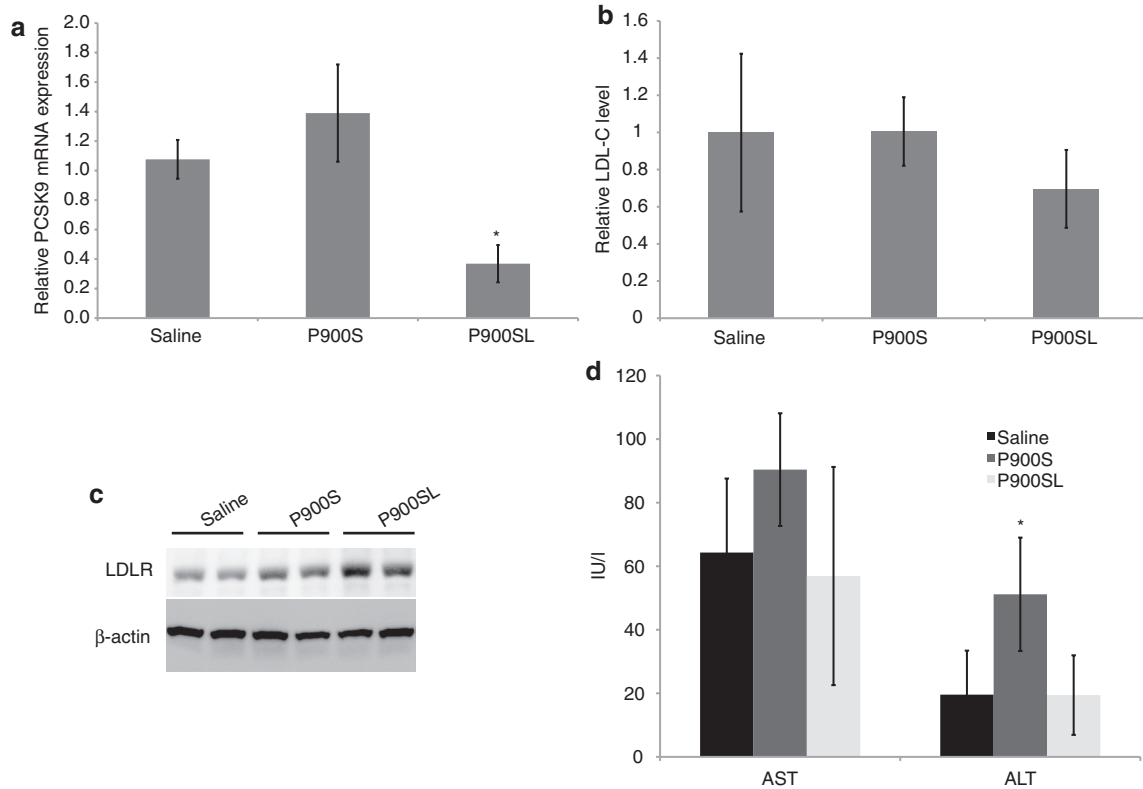 a
Relative PCSK9 mRNA expression
2.0
1.8
1.6
1.4
1.2
1.0
0.8
0.6
0.4
0.2
0.0
*
Saline P900S P900SL
b
Relative LDL-C level
1.6
1.4
1.2
1
0.8
0.6
0.4
0.2
0
Saline P900S P900SL
c
Saline P900S P900SL
LDLR
β-actin
d
IU/l
120
100
80
60
40
20
0
Saline
P900S
P900SL
*
AST ALT